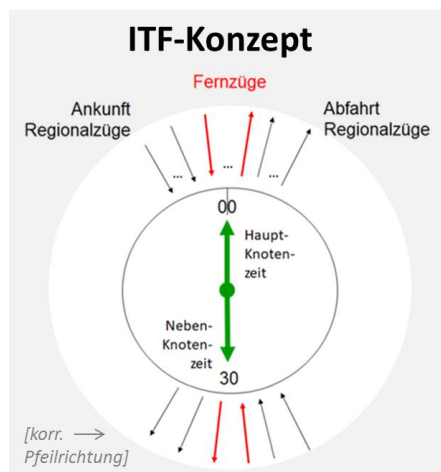 ITF-Konzept
Fernzüge
Ankunft
Regionalzüge
Abfahrt
Regionalzüge
...
...
...
00
Haupt-
Knoten-
zeit
Neben-
Knoten-
zeit
30
[korr. →
Pfeilrichtung]